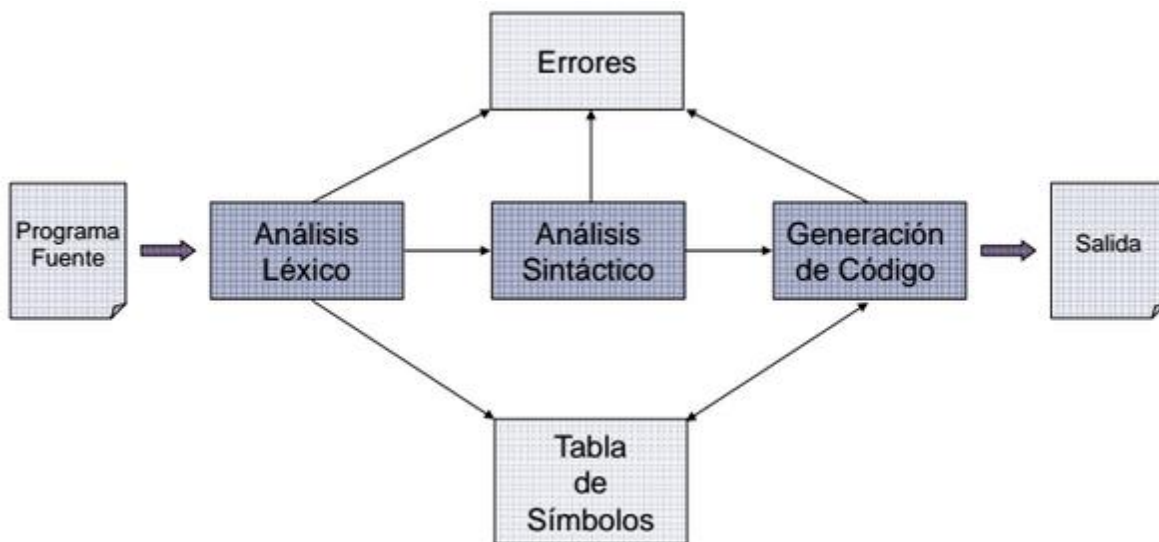 Errores
Programa
Fuente
Análisis
Léxico
Análisis
Sintáctico
Generación
de Código
Salida
Tabla
de
Símbolos